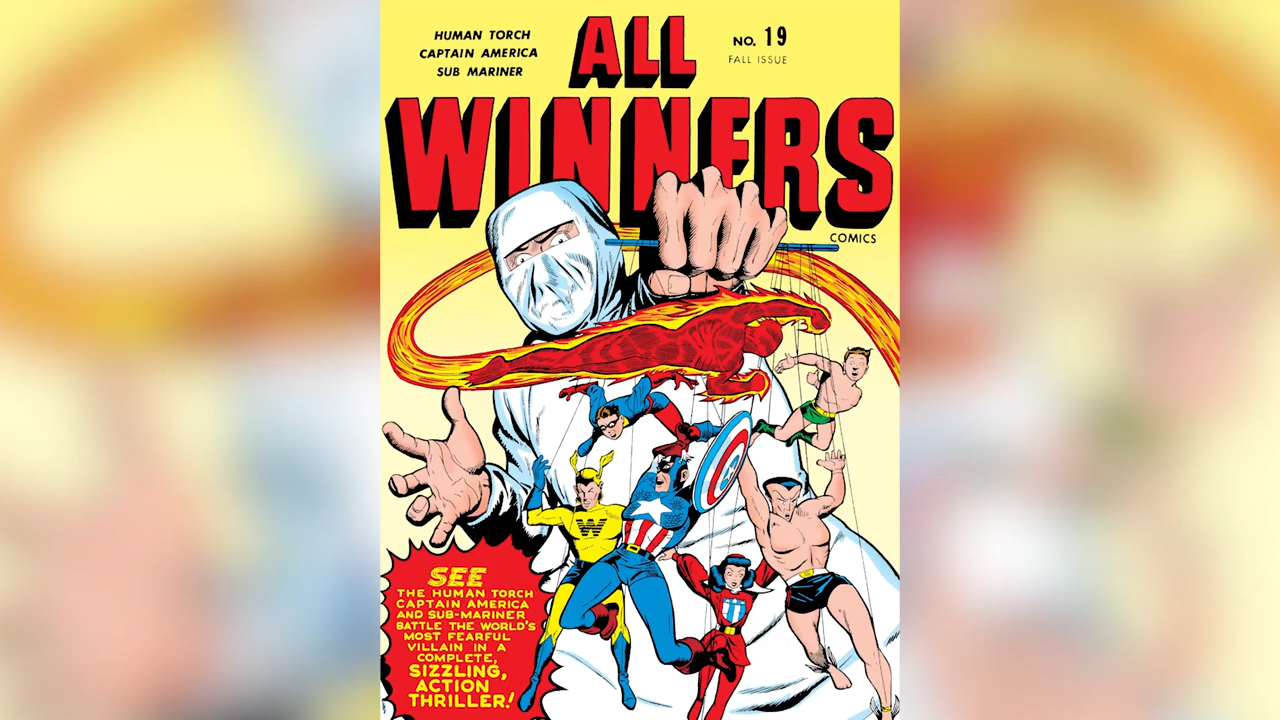 HUMAN TORCH
CAPTAIN AMERICA
SUB MARINER
ALL
WINNERS
NO. 19
FALL ISSUE
COMICS
W
SEE
THE HUMAN TORCH
CAPTAIN AMERICA
AND SUB-MARINER
BATTLE THE WORLD'S
MOST FEARFUL
VILLAIN IN A
COMPLETE,
SIZZLING,
ACTION
THRILLER!